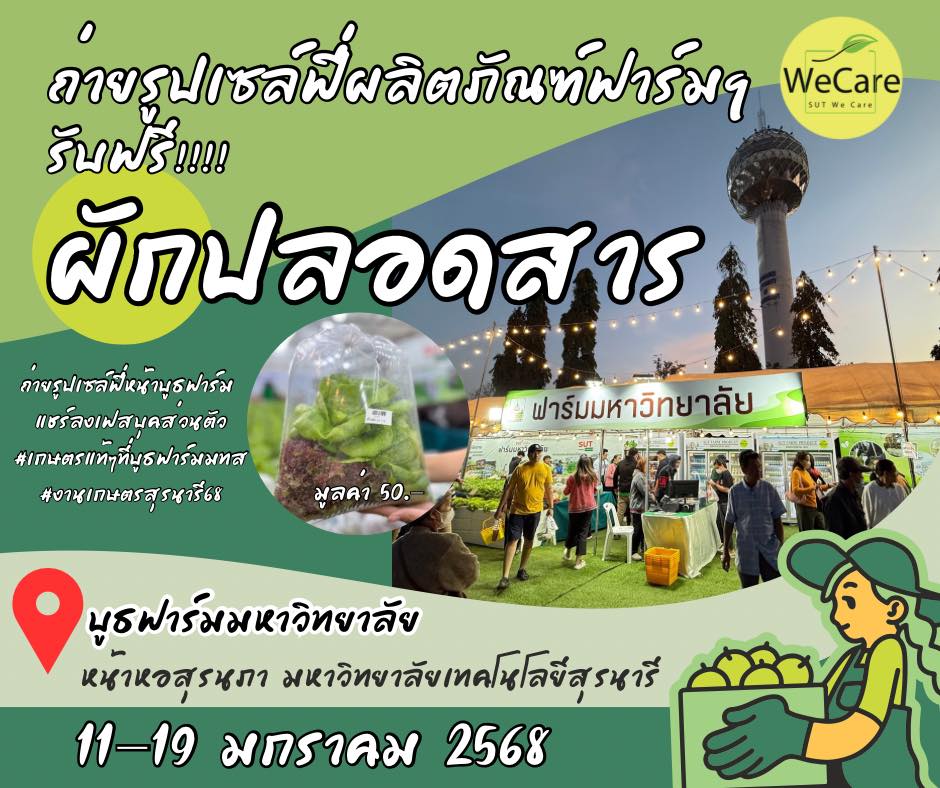 ถ่ายรูปเซล์ฟี่ผลิตภัณฑ์ฟาร์มๆ
รับฟรี!!!!
ผักปลอดสาร
WeCare
SUT We Care
ถ่ายรูปเซล์ฟี่หน้าบูธฟาร์ม
แชร์ลงเฟสบุคส่วนตัว
#เกษตรแท้ๆที่บูธฟาร์มมทส
#งานเกษตรสุรนารี68
มูลค่า 50.-
ฟาร์มมหาวิทยาลัย
SUT
บูธฟาร์มมหาวิทยาลัย
หน้าหอสุรนภา มหาวิทยาลัยเทคโนโลยีสุรนารี
11-19 มกราคม 2568